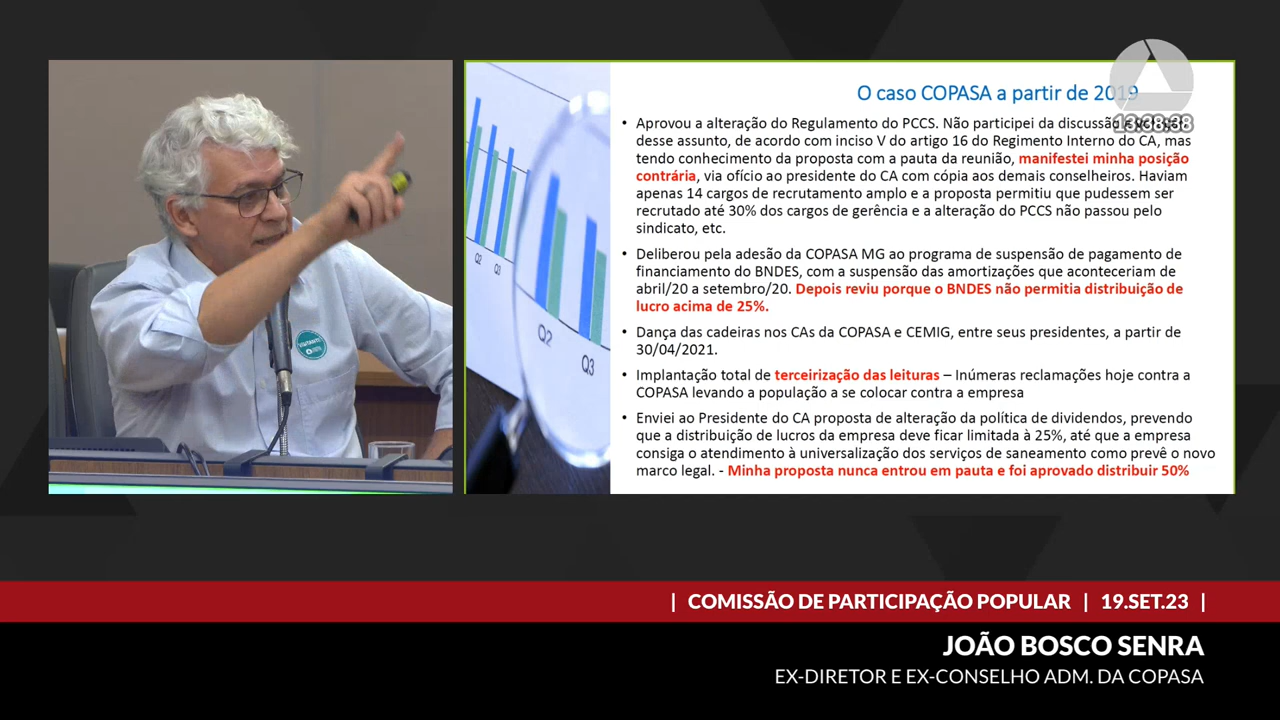 O caso COPASA a partir de 2019
13:38:38
• Aprovou a alteração do Regulamento do PCCS. Não participei da discussão
desse assunto, de acordo com inciso V do artigo 16 do Regimento Interno do CA, mas
tendo conhecimento da proposta com a pauta da reunião, manifestei minha posição
contrária, via ofício ao presidente do CA com cópia aos demais conselheiros. Haviam
apenas 14 cargos de recrutamento amplo e a proposta permitiu que pudessem ser
recrutado até 30% dos cargos de gerência e a alteração do PCCS não passou pelo
sindicato, etc.
• Deliberou pela adesão da COPASA MG ao programa de suspensão de pagamento de
financiamento do BNDES, com a suspensão das amortizações que aconteceriam de
abril/20 a setembro/20. Depois reviu porque o BNDES não permitia distribuição de
lucro acima de 25%.
• Dança das cadeiras nos CAs da COPASA e CEMIG, entre seus presidentes, a partir de
30/04/2021.
• Implantação total de terceirização das leituras – Inúmeras reclamações hoje contra a
COPASA levando a população a se colocar contra a empresa
• Enviei ao Presidente do CA proposta de alteração da política de dividendos, prevendo
que a distribuição de lucros da empresa deve ficar limitada à 25%, até que a empresa
consiga o atendimento à universalização dos serviços de saneamento como prevê o novo
marco legal. - Minha proposta nunca entrou em pauta e foi aprovado distribuir 50%
Q2
Q3
Q2
Q3
VISITANTE
| COMISSÃO DE PARTICIPAÇÃO POPULAR | 19.SET.23 |
JOÃO BOSCO SENRA
EX-DIRETOR E EX-CONSELHO ADM. DA COPASA